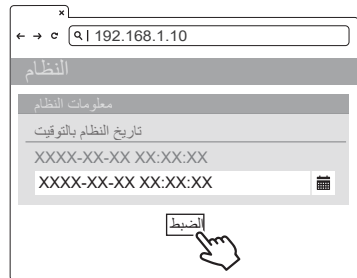 192.168.1.10
النظام
معلومات النظام
تاريخ النظام بالتوقيت
XXXX-XX-XX XX:XX:XX
XXXX-XX-XX XX:XX:XX
الضبط